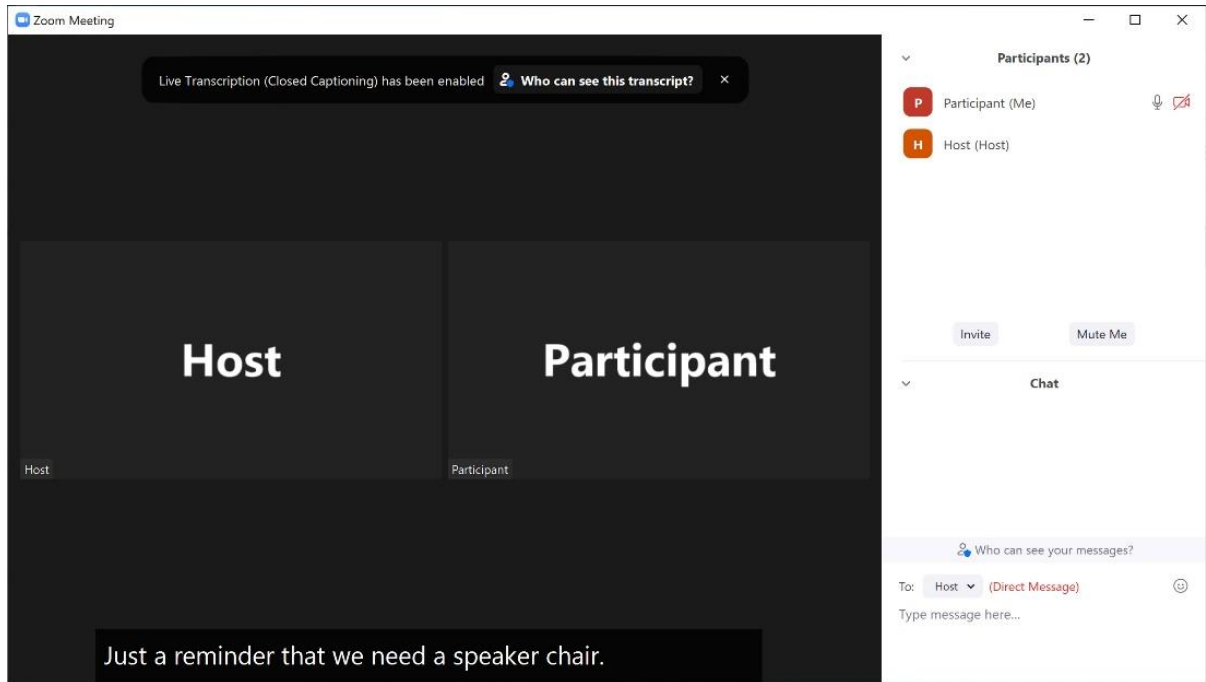 Zoom Meeting
Live Transcription (Closed Captioning) has been enabled Who can see this transcript?
Host
Participant
Host
Participant
Just a reminder that we need a speaker chair.
Participants (2)
P Participant (Me)
H Host (Host)
Invite Mute Me
Chat
Who can see your messages?
To: Host (Direct Message)
Type message here...